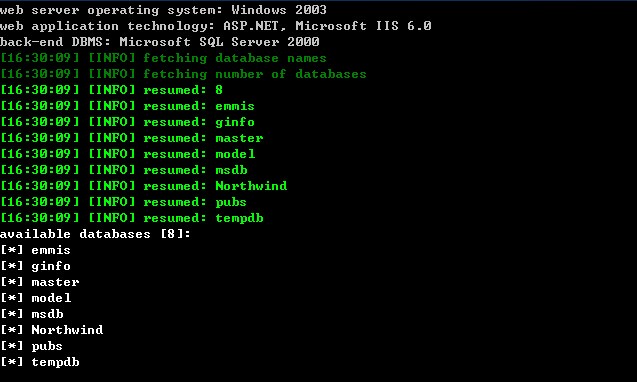 web server operating system: Windows 2003
web application technology: ASP.NET, Microsoft IIS 6.0
back-end DBMS: Microsoft SQL Server 2000
[16:30:09] [INFO] fetching database names
[16:30:09] [INFO] fetching number of databases
[16:30:09] [INFO] resumed: 8
[16:30:09] [INFO] resumed: emmis
[16:30:09] [INFO] resumed: ginfo
[16:30:09] [INFO] resumed: master
[16:30:09] [INFO] resumed: model
[16:30:09] [INFO] resumed: msdb
[16:30:09] [INFO] resumed: Northwind
[16:30:09] [INFO] resumed: pubs
[16:30:09] [INFO] resumed: tempdb
available databases [8]:
[*] emmis
[*] ginfo
[*] master
[*] model
[*] msdb
[*] Northwind
[*] pubs
[*] tempdb